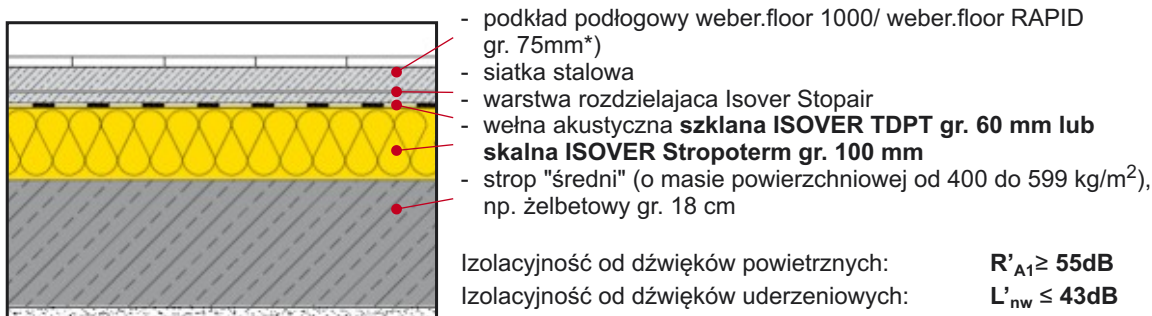 - podkład podłogowy weber.floor 1000/ weber.floor RAPID
gr. 75mm*)
- siatka stalowa
- warstwa rozdzielajaca Isover Stopair
- wełna akustyczna szklana ISOVER TDPT gr. 60 mm lub
skalna ISOVER Stropoterm gr. 100 mm
- strop "średni" (o masie powierzchniowej od 400 do 599 kg/m²),
np. żelbetowy gr. 18 cm
Izolacyjność od dźwięków powietrznych: R'A1≥ 55dB
Izolacyjność od dźwięków uderzeniowych: L'nw ≤ 43dB